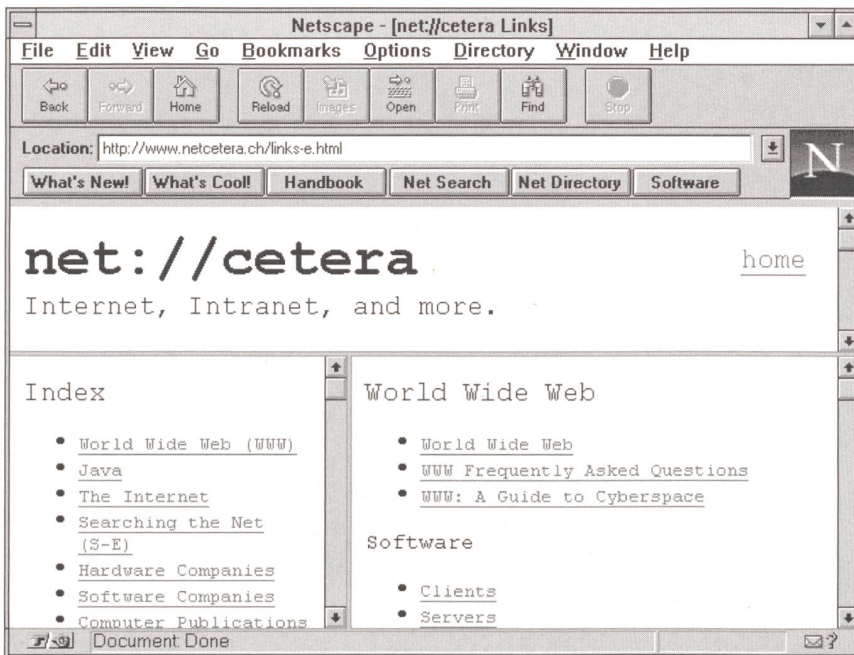 Netscape - [net://cetera Links]
File Edit View Go Bookmarks Options Directory Window Help
Back Forward Home Reload Images Open Print Find Stop
Location: http://www.netcetera.ch/links-e.html
N
What's New! What's Cool! Handbook Net Search Net Directory Software
net://cetera
home
Internet, Intranet, and more.
Index
World Wide Web (WWW)
Java
The Internet
Searching the Net
(S-E)
Hardware Companies
Software Companies
Computer Publications
World Wide Web
World Wide Web
WWW Frequently Asked Questions
WWW: A Guide to Cyberspace
Software
Clients
Servers
Document: Done
?